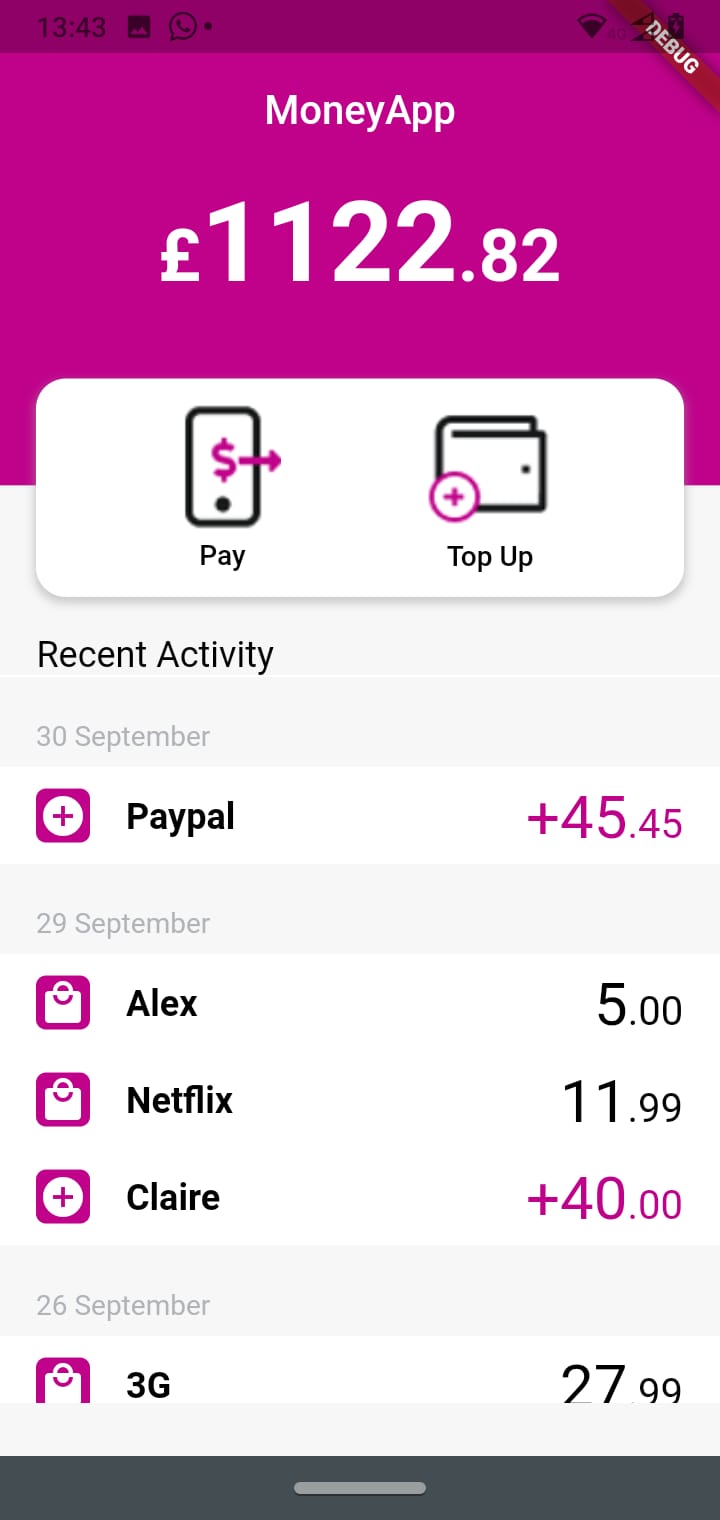 13:43
4G
DEBUG
MoneyApp
£1122.82
$
Pay
Top Up
Recent Activity
30 September
Paypal +45.45
29 September
Alex 5.00
Netflix 11.99
Claire +40.00
26 September
3G 27.99